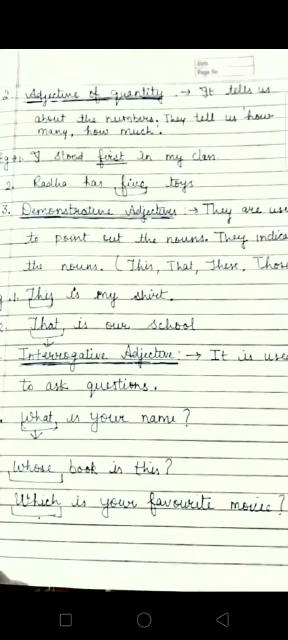 Date
Page No
2. Adjective of quantity :→ It tells us
about the numbers. They tell us 'how
many, how much'.
Eg :1. I stood first in my class.
2. Radha has five toys
3. Demonstrative Adjectives :→ They are use
to point out the nouns. They indica
the nouns. (This, That, These, Those
1. This is my shirt.
2. That is our school
Interrogative Adjective :→ It is use
to ask questions.
What is your name?
Whose book is this?
Which is your favourite movie?